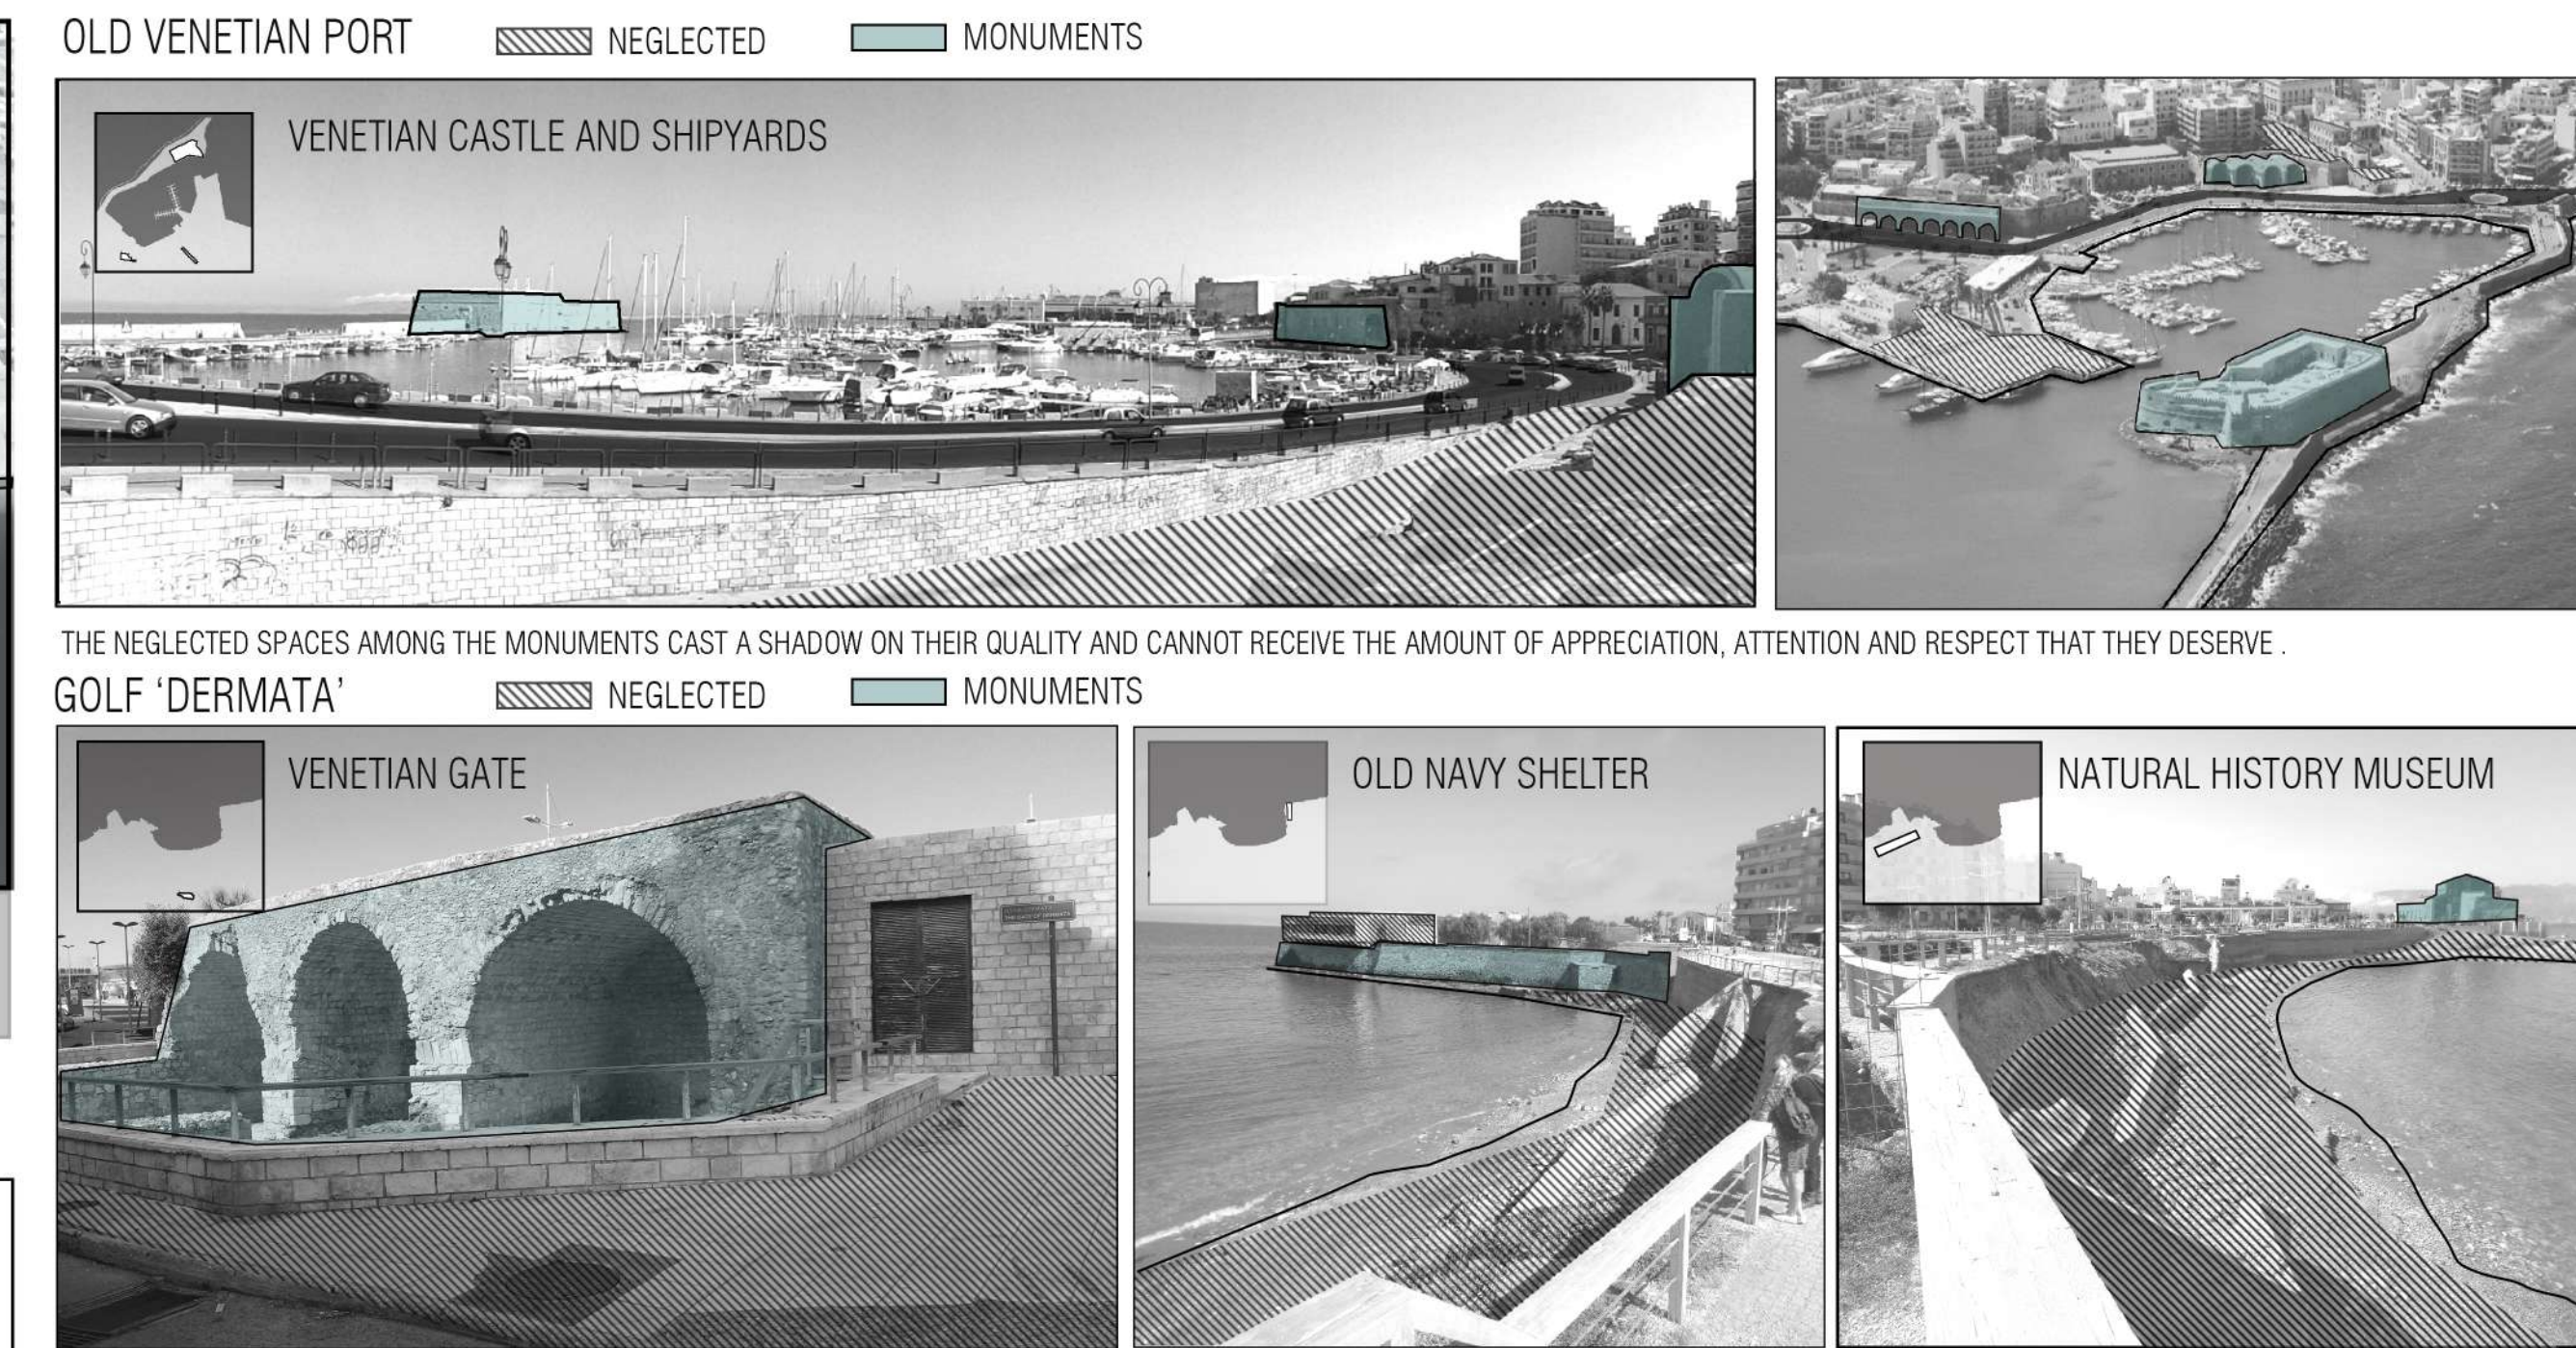 OLD VENETIAN PORT
NEGLECTED
MONUMENTS
VENETIAN CASTLE AND SHIPYARDS
THE NEGLECTED SPACES AMONG THE MONUMENTS CAST A SHADOW ON THEIR QUALITY AND CANNOT RECEIVE THE AMOUNT OF APPRECIATION, ATTENTION AND RESPECT THAT THEY DESERVE .
GOLF ‘DERMATA’
NEGLECTED
MONUMENTS
VENETIAN GATE
OLD NAVY SHELTER
NATURAL HISTORY MUSEUM